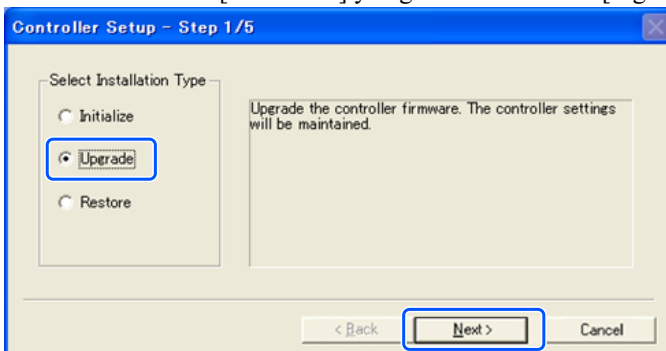 Controller Setup - Step 1/5
Select Installation Type
Initialize
Upgrade
Restore
Upgrade the controller firmware. The controller settings
will be maintained.
< Back
Next >
Cancel